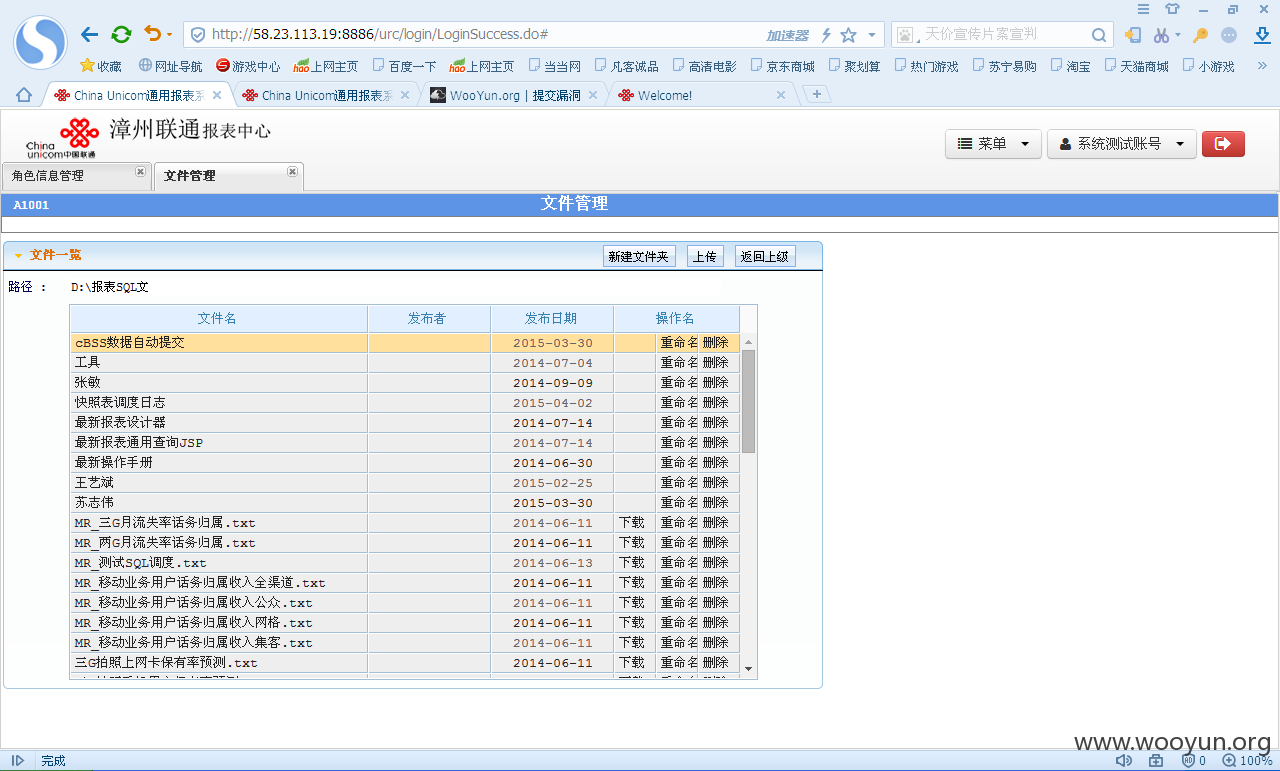 http://58.23.113.19:8886/urc/login/LoginSuccess.do#
加速器
天价宣传片案宣判
收藏 网址导航 游戏中心 hao上网主页 百度一下 hao上网主页 当当网 凡客诚品 高清电影 京东商城 聚划算 热门游戏 苏宁易购 淘宝 天猫商城 小游戏 »
China Unicom通用报表系 China Unicom通用报表系 WooYun.org | 提交漏洞 Welcome!
China unicom中国联通 漳州联通报表中心
菜单 系统测试账号
角色信息管理 文件管理
A1001 文件管理
文件一览 新建文件夹 上传 返回上级
路径 : D:\报表SQL文
文件名 发布者 发布日期 操作名
cBSS数据自动提交 2015-03-30 重命名 删除
工具 2014-07-04 重命名 删除
张敏 2014-09-09 重命名 删除
快照表调度日志 2015-04-02 重命名 删除
最新报表设计器 2014-07-14 重命名 删除
最新报表通用查询JSP 2014-07-14 重命名 删除
最新操作手册 2014-06-30 重命名 删除
王艺斌 2015-02-25 重命名 删除
苏志伟 2015-03-30 重命名 删除
MR_三G月流失率话务归属.txt 2014-06-11 下载 重命名 删除
MR_两G月流失率话务归属.txt 2014-06-11 下载 重命名 删除
MR_测试SQL调度.txt 2014-06-13 下载 重命名 删除
MR_移动业务用户话务归属收入全渠道.txt 2014-06-11 下载 重命名 删除
MR_移动业务用户话务归属收入公众.txt 2014-06-11 下载 重命名 删除
MR_移动业务用户话务归属收入网格.txt 2014-06-11 下载 重命名 删除
MR_移动业务用户话务归属收入集客.txt 2014-06-11 下载 重命名 删除
三G拍照上网卡保有率预测.txt 2014-06-11 下载 重命名 删除
www.wooyun.org
完成 0 100%